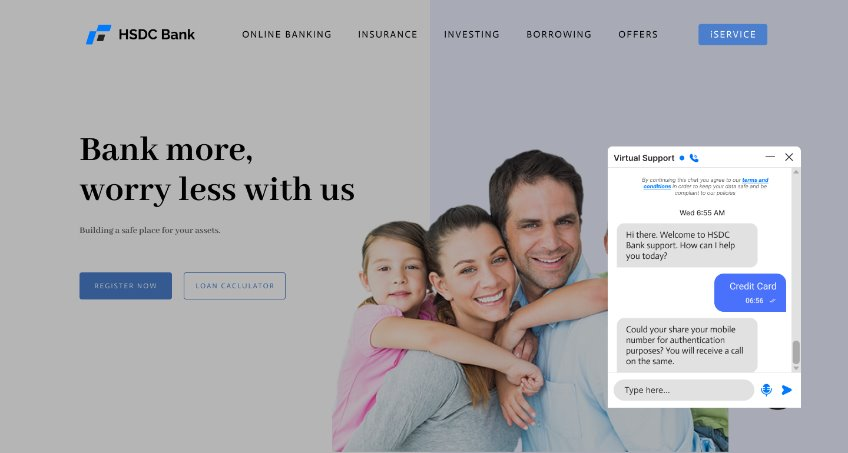 HSDC Bank
ONLINE BANKING
INSURANCE
INVESTING
BORROWING
OFFERS
iSERVICE
Bank more,
worry less with us
Building a safe place for your assets.
REGISTER NOW
LOAN CACLULATOR
Virtual Support
By continuing this chat you agree to our terms and
conditions in order to keep your data safe and be
complaint to our policies
Wed 6:55 AM
Hi there. Welcome to HSDC
Bank support. How can I help
you today?
Credit Card
06:56
Could your share your mobile
number for authentication
purposes? You will receive a call
on the same.
Type here...